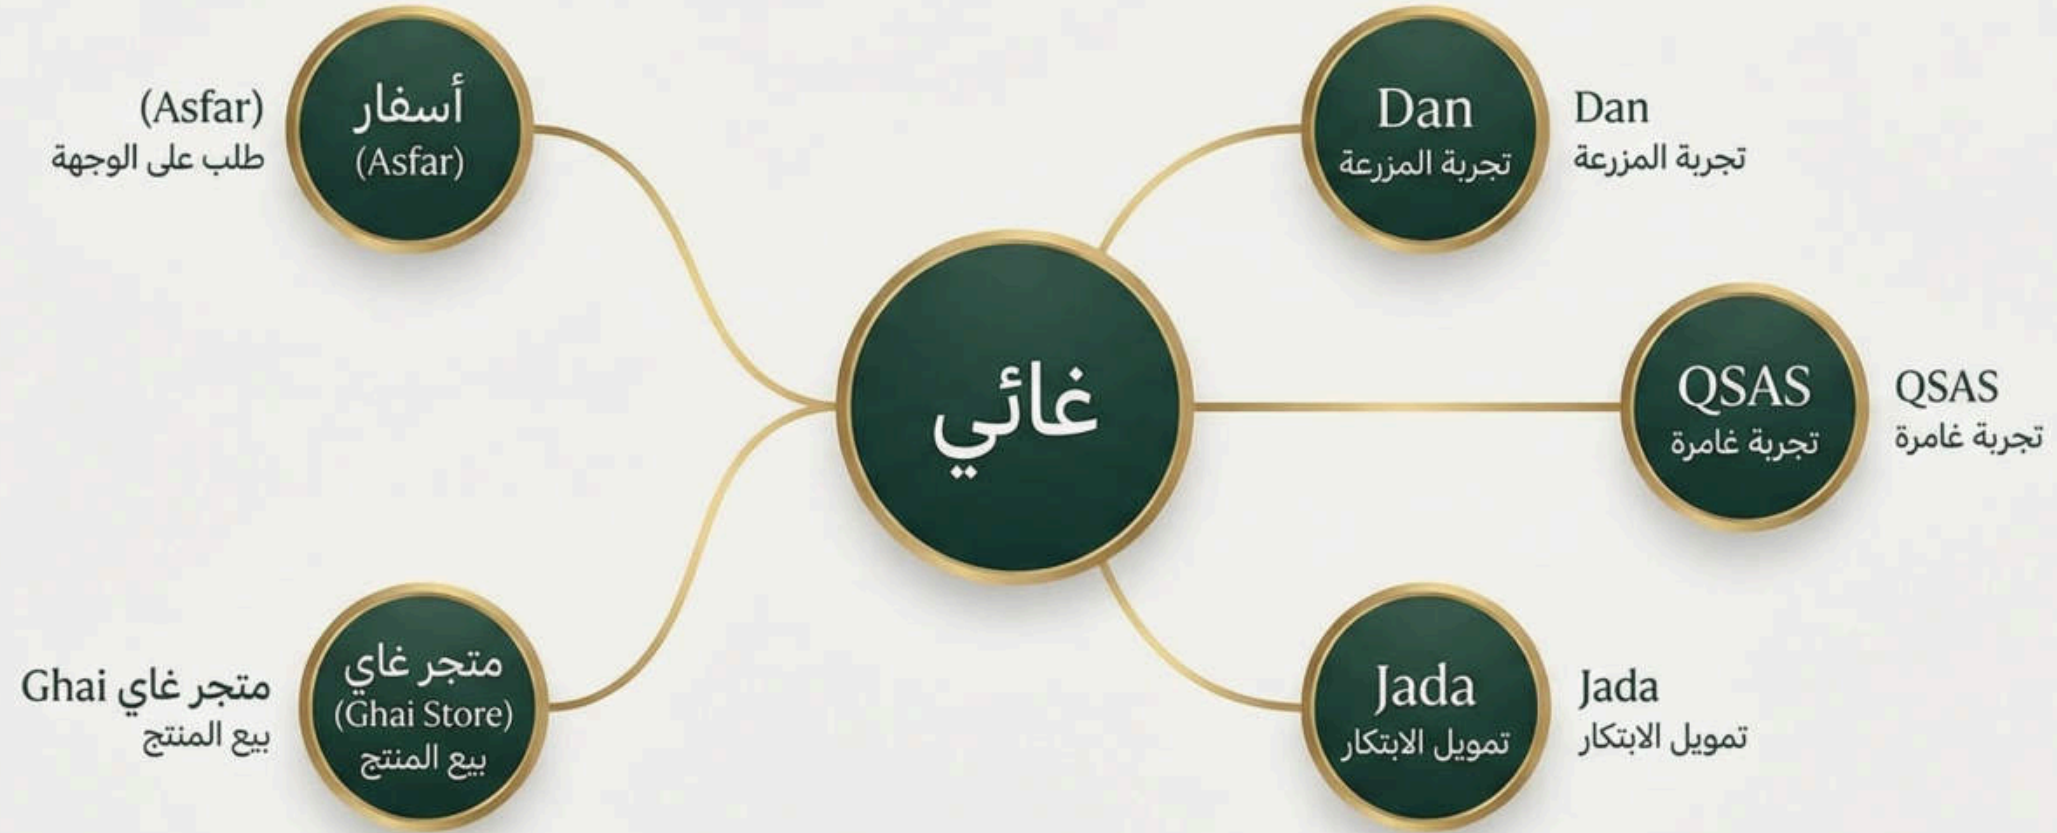 أسفار
(Asfar)
(Asfar)
طلب على الوجهة
Dan
تجربة المزرعة
Dan
تجربة المزرعة
غائي
QSAS
تجربة غامرة
QSAS
تجربة غامرة
متجر غاي
(Ghai Store)
بيع المنتج
متجر غاي Ghai
بيع المنتج
Jada
تمويل الابتكار
Jada
تمويل الابتكار